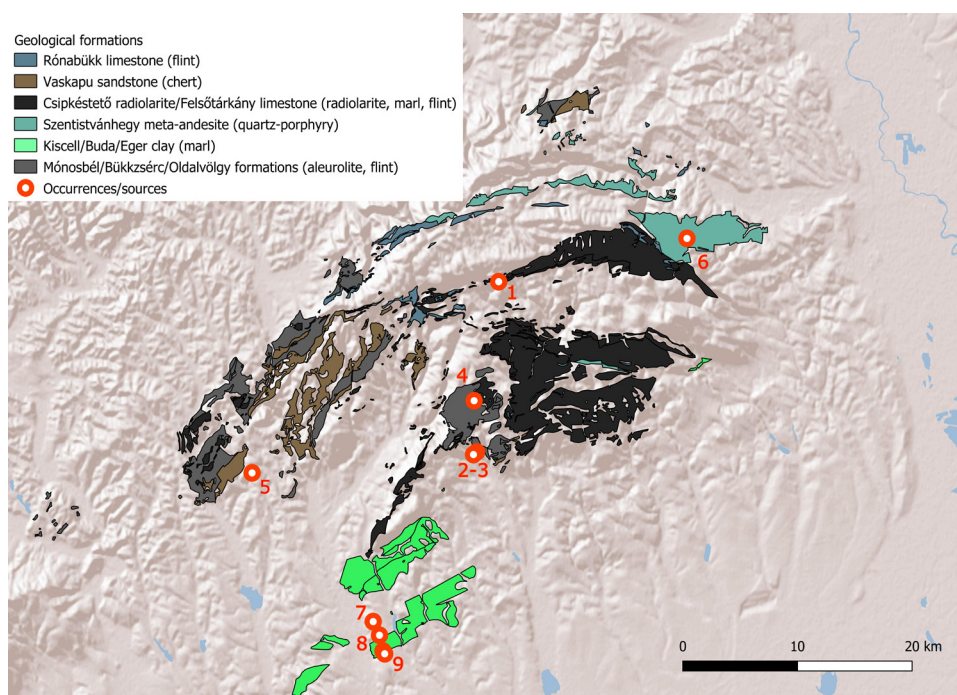 Geological formations
Rónabükk limestone (flint)
Vaskapu sandstone (chert)
Csipkéstető radiolarite/Felsőtárkány limestone (radiolarite, marl, flint)
Szentistvánhegy meta-andesite (quartz-porphyry)
Kiscell/Buda/Eger clay (marl)
Mónosbél/Bükkzsérc/Oldalvölgy formations (aleurolite, flint)
Occurrences/sources
6
1
4
2-3
5
7
8
9
0 10 20 km